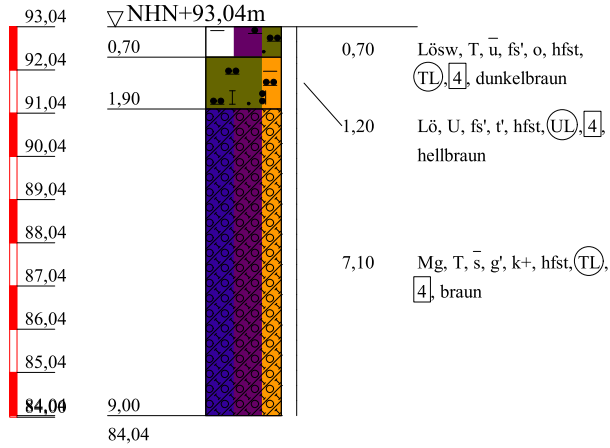 93,04
NHN+93,04m
92,04
0,70
0,70
Lösw, T, u̅, fs', o, hfst,
TL, 4, dunkelbraun
91,04
1,90
1,20
Lö, U, fs', t', hfst, UL, 4,
hellbraun
90,04
89,04
88,04
87,04
7,10
Mg, T, s̅, g', k+, hfst, TL,
4, braun
86,04
85,04
84,04
84,00
9,00
84,04